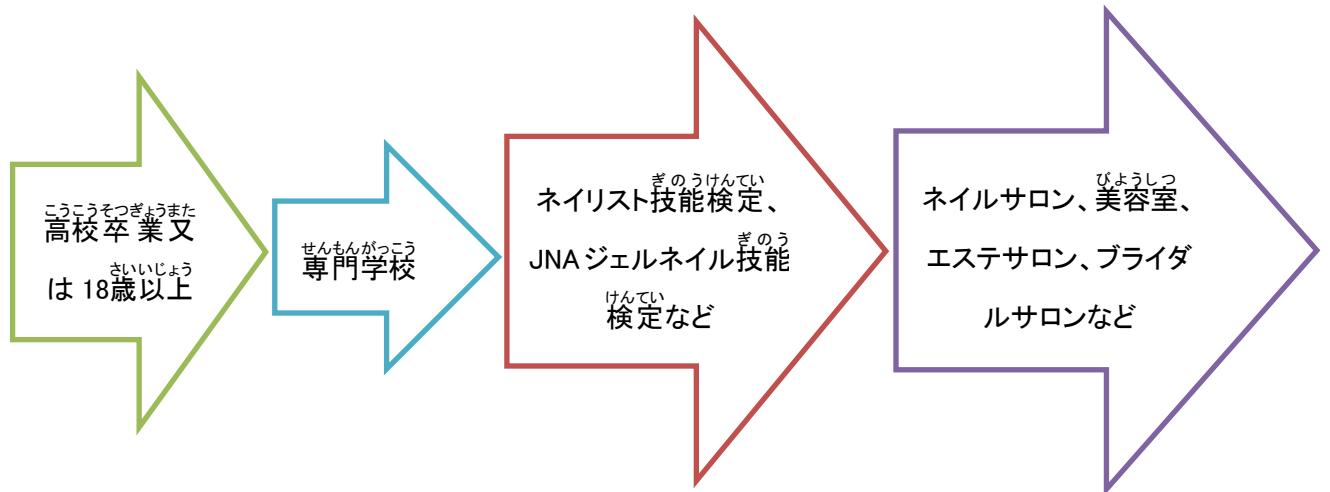 こうこうそつぎょうまた
高校卒業又
さいいじょう
は 18歳以上
せんもんがっこう
専門学校
ぎのうけんてい
ネイリスト技能検定、
ぎのう
JNAジェルネイル技能
けんてい
検定など
びようしつ
ネイルサロン、美容室、
エステサロン、ブライダ
ルサロンなど